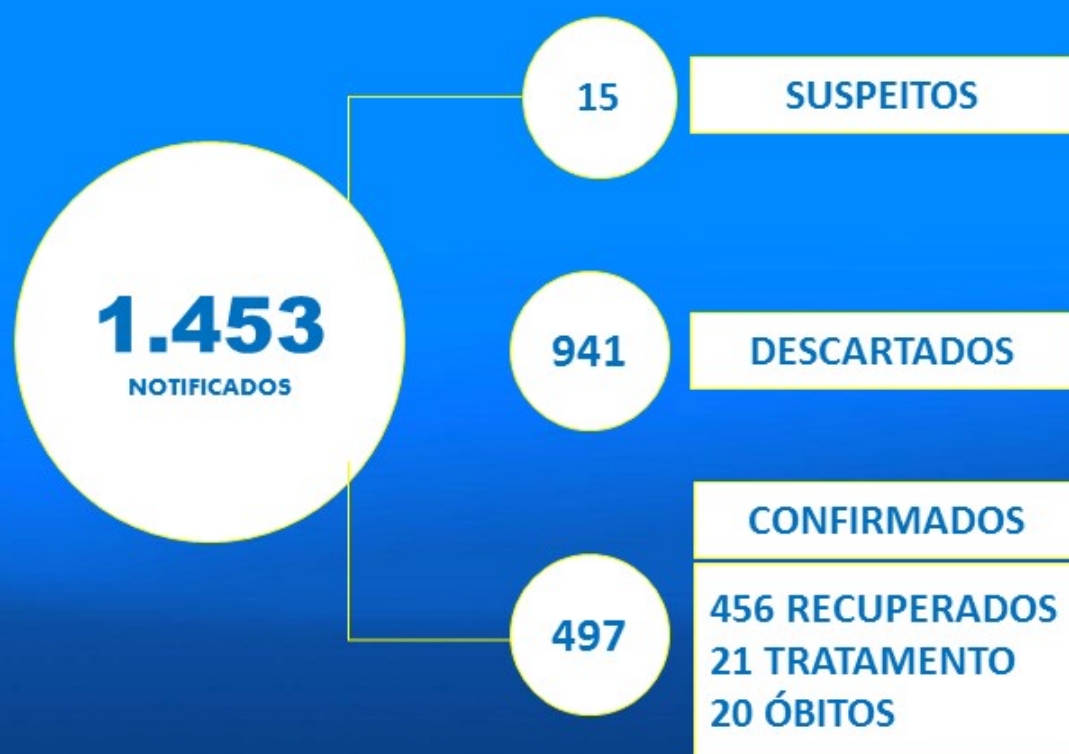 1.453
NOTIFICADOS
15
SUSPEITOS
941
DESCARTADOS
497
CONFIRMADOS
456 RECUPERADOS
21 TRATAMENTO
20 ÓBITOS